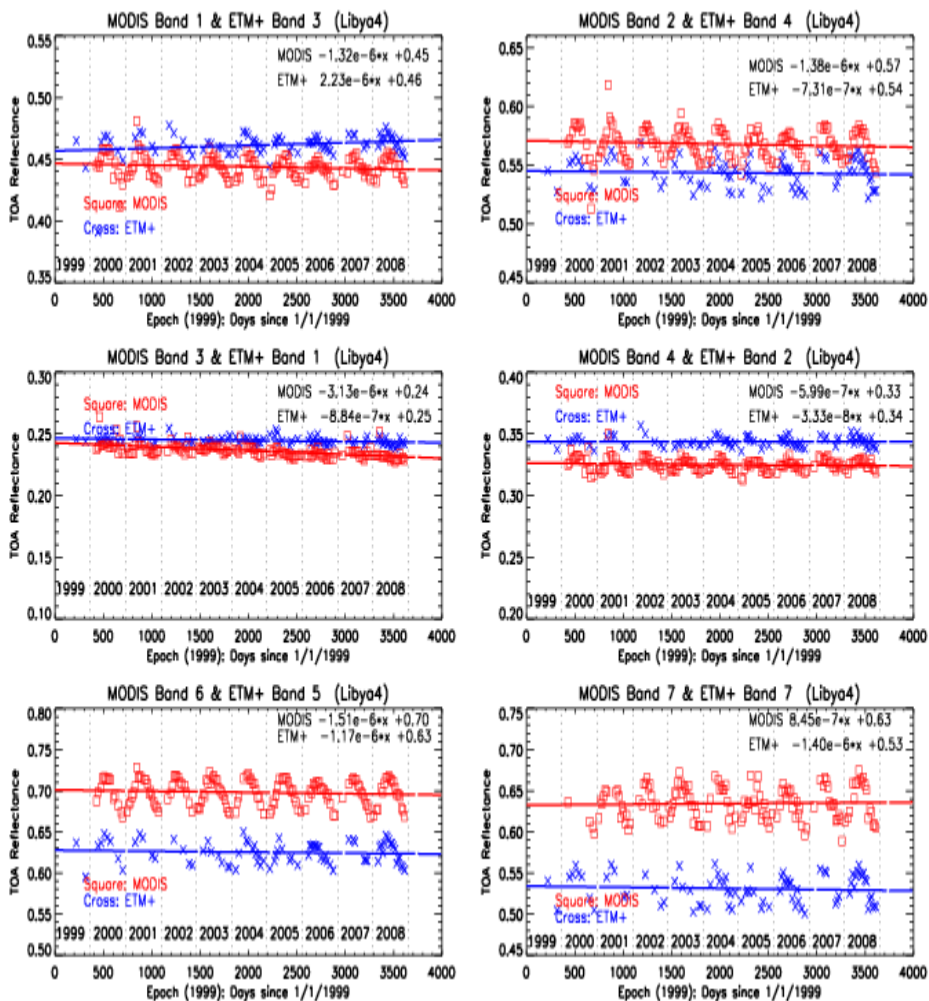 MODIS Band 1 & ETM+ Band 3 (Libya4)
TOA Reflectance
0.55
0.50
0.45
0.40
0.35
MODIS -1.32e-6*x +0.45
ETM+ 2.23e-6*x +0.46
Square: MODIS
Cross: ETM+
1999 2000 2001 2002 2003 2004 2005 2006 2007 2008
0 500 1000 1500 2000 2500 3000 3500 4000
Epoch (1999): Days since 1/1/1999
MODIS Band 2 & ETM+ Band 4 (Libya4)
TOA Reflectance
0.65
0.60
0.55
0.50
0.45
MODIS -1.38e-6*x +0.57
ETM+ -7.31e-7*x +0.54
Square: MODIS
Cross: ETM+
1999 2000 2001 2002 2003 2004 2005 2006 2007 2008
0 500 1000 1500 2000 2500 3000 3500 4000
Epoch (1999): Days since 1/1/1999
MODIS Band 3 & ETM+ Band 1 (Libya4)
TOA Reflectance
0.30
0.25
0.20
0.15
0.10
Square: MODIS
Cross: ETM+
MODIS -3.13e-6*x +0.24
ETM+ -8.84e-7*x +0.25
1999 2000 2001 2002 2003 2004 2005 2006 2007 2008
0 500 1000 1500 2000 2500 3000 3500 4000
Epoch (1999): Days since 1/1/1999
MODIS Band 4 & ETM+ Band 2 (Libya4)
TOA Reflectance
0.40
0.35
0.30
0.25
0.20
Square: MODIS
Cross: ETM+
MODIS -5.99e-7*x +0.33
ETM+ -3.33e-8*x +0.34
1999 2000 2001 2002 2003 2004 2005 2006 2007 2008
0 500 1000 1500 2000 2500 3000 3500 4000
Epoch (1999): Days since 1/1/1999
MODIS Band 6 & ETM+ Band 5 (Libya4)
TOA Reflectance
0.80
0.75
0.70
0.65
0.60
0.55
0.50
MODIS -1.51e-6*x +0.70
ETM+ -1.17e-6*x +0.63
Square: MODIS
Cross: ETM+
1999 2000 2001 2002 2003 2004 2005 2006 2007 2008
0 500 1000 1500 2000 2500 3000 3500 4000
Epoch (1999): Days since 1/1/1999
MODIS Band 7 & ETM+ Band 7 (Libya4)
TOA Reflectance
0.75
0.70
0.65
0.60
0.55
0.50
0.45
MODIS 8.45e-7*x +0.63
ETM+ -1.40e-6*x +0.53
Square: MODIS
Cross: ETM+
1999 2000 2001 2002 2003 2004 2005 2006 2007 2008
0 500 1000 1500 2000 2500 3000 3500 4000
Epoch (1999): Days since 1/1/1999